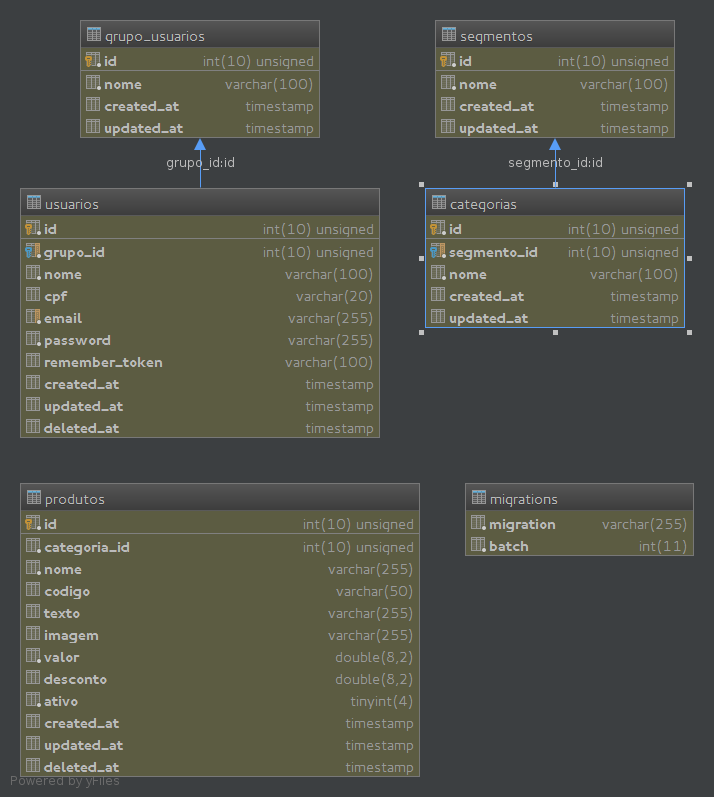 grupo_usuarios
id int(10) unsigned
nome varchar(100)
created_at timestamp
updated_at timestamp
segmentos
id int(10) unsigned
nome varchar(100)
created_at timestamp
updated_at timestamp
grupo_id:id
segmento_id:id
usuarios
id int(10) unsigned
grupo_id int(10) unsigned
nome varchar(100)
cpf varchar(20)
email varchar(255)
password varchar(255)
remember_token varchar(100)
created_at timestamp
updated_at timestamp
deleted_at timestamp
categorias
id int(10) unsigned
segmento_id int(10) unsigned
nome varchar(100)
created_at timestamp
updated_at timestamp
produtos
id int(10) unsigned
categoria_id int(10) unsigned
nome varchar(255)
codigo varchar(50)
texto varchar(255)
imagem varchar(255)
valor double(8,2)
desconto double(8,2)
ativo tinyint(4)
created_at timestamp
updated_at timestamp
deleted_at timestamp
migrations
migration varchar(255)
batch int(11)
Powered by yFiles